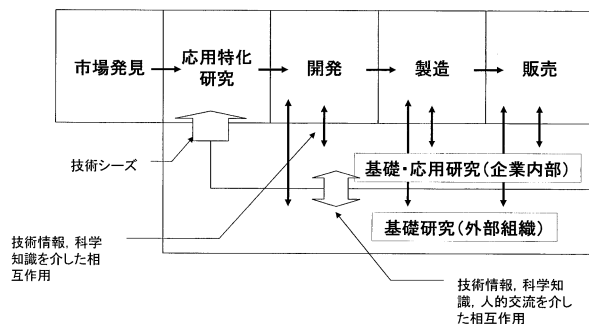 市場発見
応用特化
研究
開発
製造
販売
技術シーズ
基礎・応用研究(企業内部)
基礎研究(外部組織)
技術情報, 科学
知識を介した相
互作用
技術情報, 科学知
識, 人的交流を介し
た相互作用